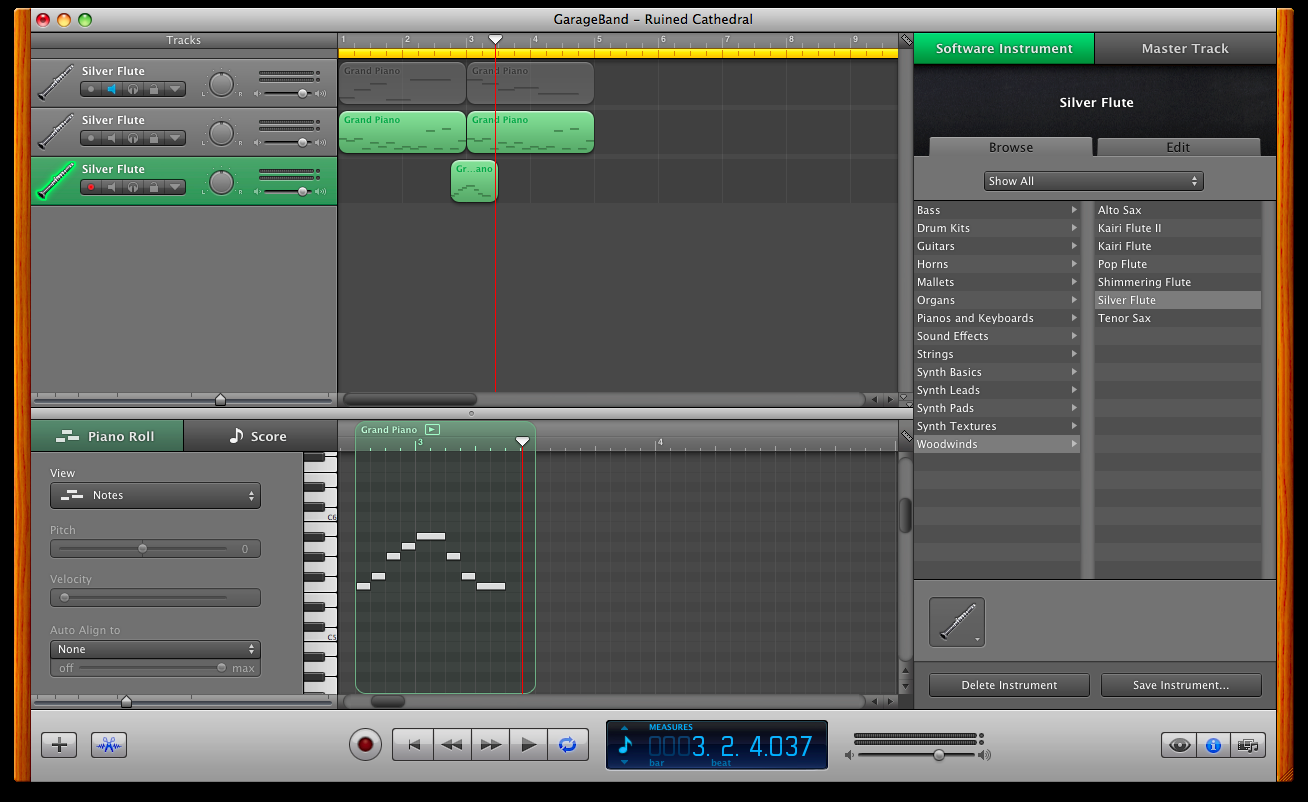 GarageBand – Ruined Cathedral
Tracks
1 2 3 4 5 6 7 8 9
Software Instrument
Master Track
Silver Flute
L R
Grand Piano
Grand Piano
Silver Flute
L R
Grand Piano
Grand Piano
Silver Flute
L R
Gr...ano
Silver Flute
Browse
Edit
Show All
Bass
Drum Kits
Guitars
Horns
Mallets
Organs
Pianos and Keyboards
Sound Effects
Strings
Synth Basics
Synth Leads
Synth Pads
Synth Textures
Woodwinds
Alto Sax
Kairi Flute II
Kairi Flute
Pop Flute
Shimmering Flute
Silver Flute
Tenor Sax
Piano Roll
Score
Grand Piano
3 4
View
Notes
Pitch
0
Velocity
Auto Align to
None
off max
C6
C5
Delete Instrument
Save Instrument...
MEASURES
3. 2. 4.037
bar beat